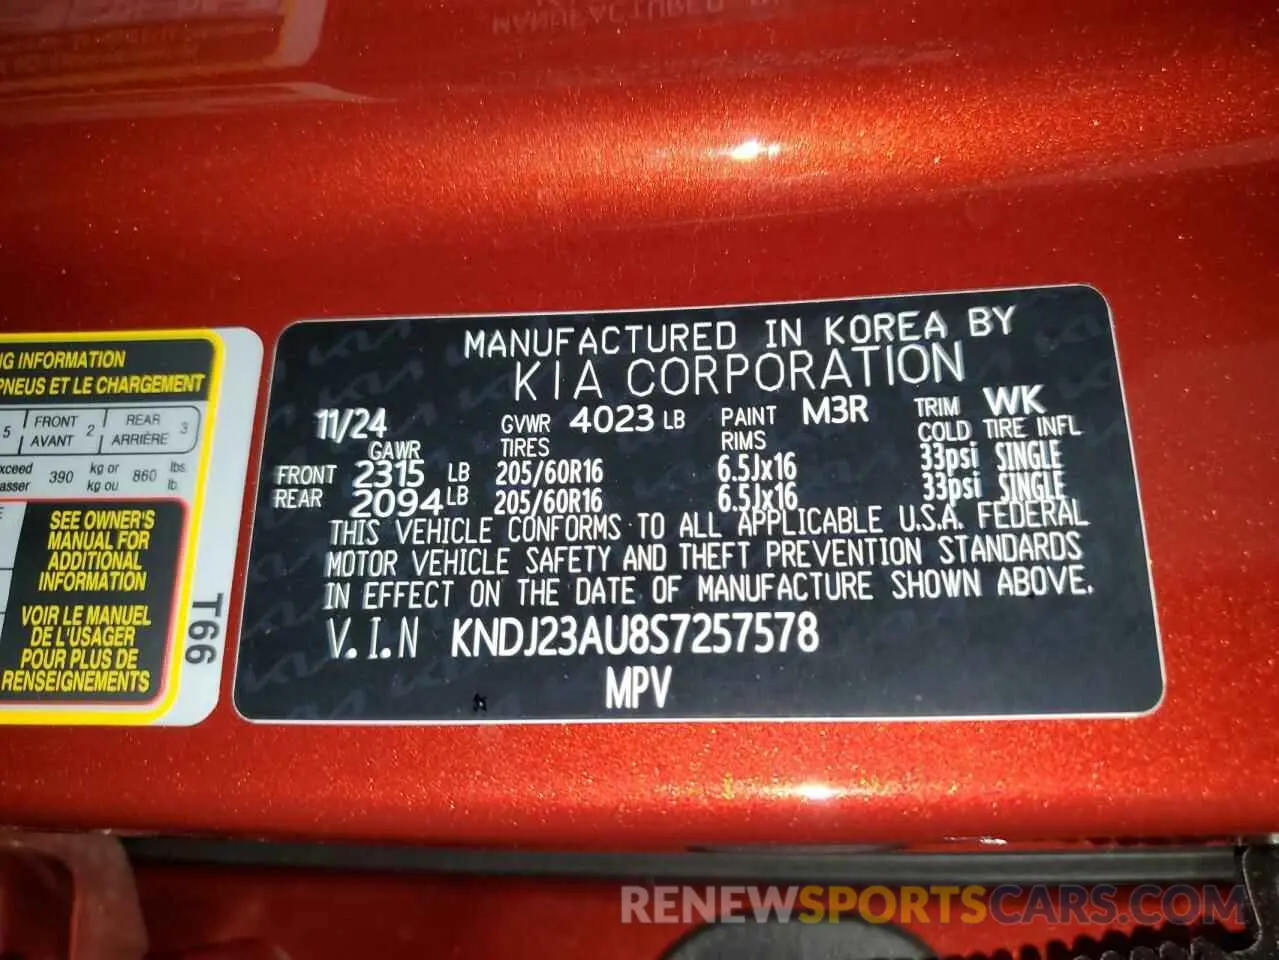 NG INFORMATION
PNEUS ET LE CHARGEMENT
5 FRONT AVANT 2 REAR ARRIÈRE 3
xceed 390 kg or 860 lbs.
asser kg ou lb.
SEE OWNER'S
MANUAL FOR
ADDITIONAL
INFORMATION
VOIR LE MANUEL
DE L'USAGER
POUR PLUS DE
RENSEIGNEMENTS
T66
MANUFACTURED IN KOREA BY
KIA CORPORATION
11/24 GVWR 4023 LB PAINT M3R TRIM WK
GAWR TIRES RIMS COLD TIRE INFL
FRONT 2315 LB 205/60R16 6.5Jx16 33psi SINGLE
REAR 2094 LB 205/60R16 6.5Jx16 33psi SINGLE
THIS VEHICLE CONFORMS TO ALL APPLICABLE U.S.A. FEDERAL
MOTOR VEHICLE SAFETY AND THEFT PREVENTION STANDARDS
IN EFFECT ON THE DATE OF MANUFACTURE SHOWN ABOVE.
V.I.N KNDJ23AU8S7257578
MPV
RENEWSPORTSCARS.COM